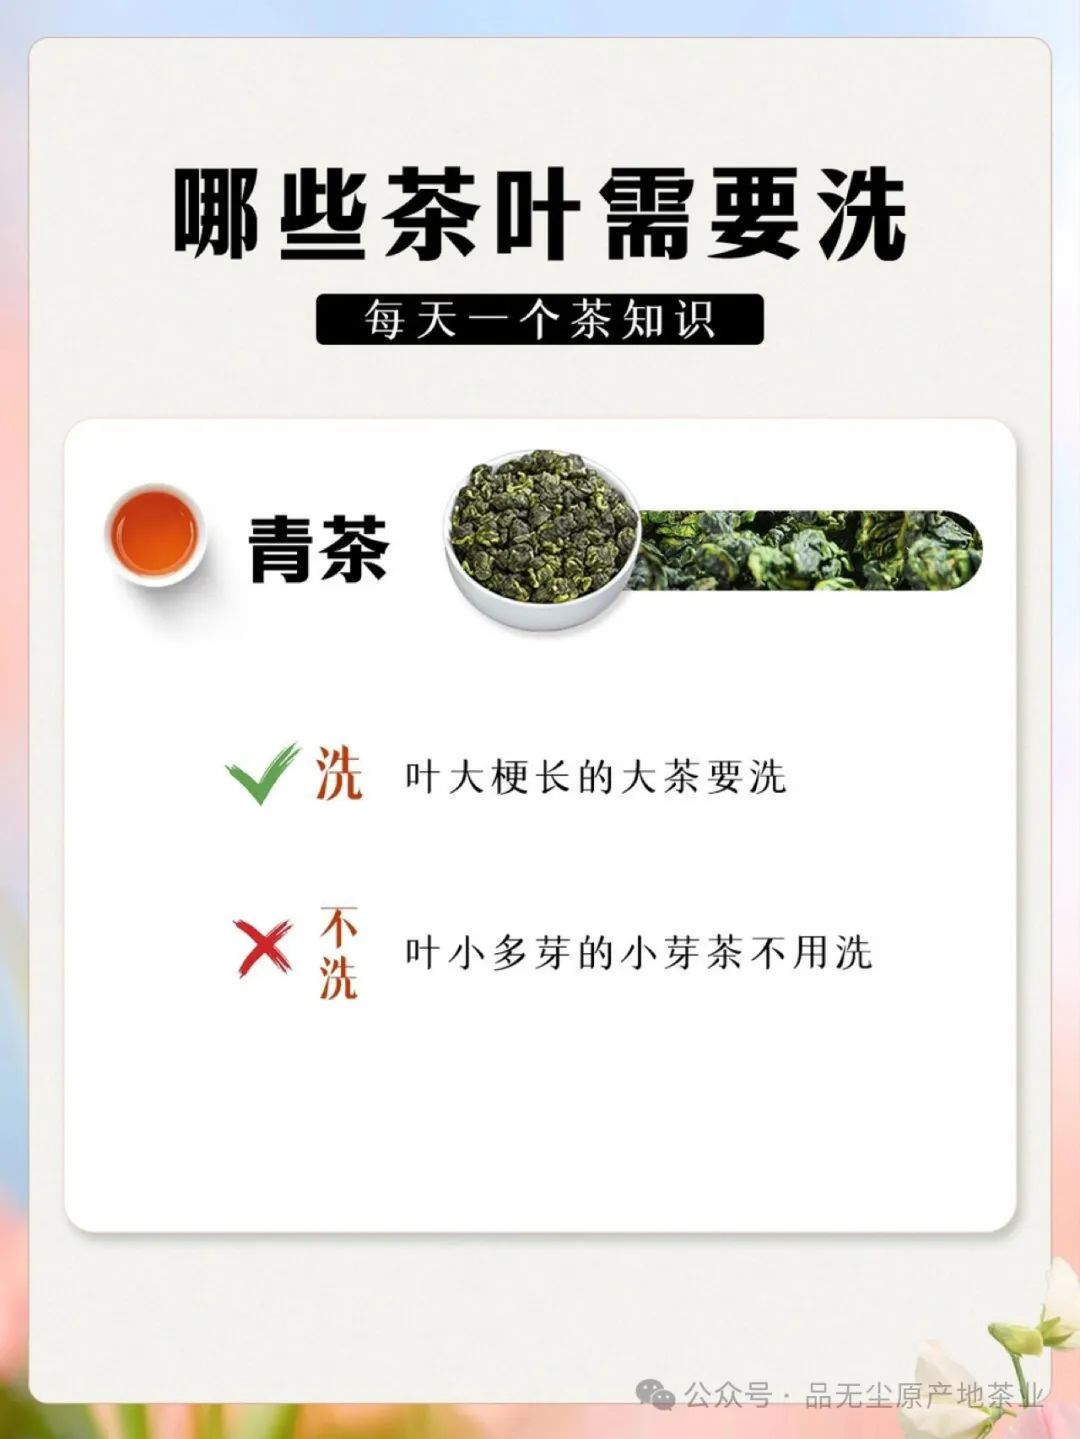 哪些茶叶需要洗
每天一个茶知识
青茶
洗 叶大梗长的大茶要洗
不洗 叶小多芽的小芽茶不用洗
公众号·品无尘原产地茶业